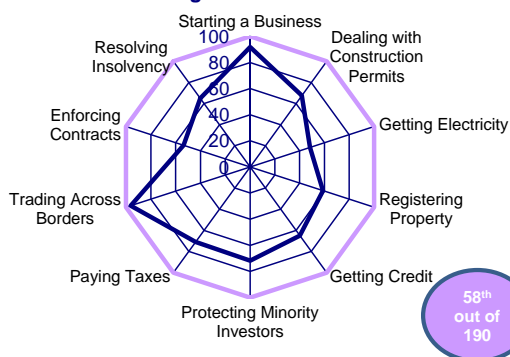 Starting a Business
100
80
60
40
20
0
Dealing with
Construction
Permits
Getting Electricity
Registering
Property
Getting Credit
Protecting Minority
Investors
Paying Taxes
Trading Across
Borders
Enforcing
Contracts
Resolving
Insolvency
58th
out of
190